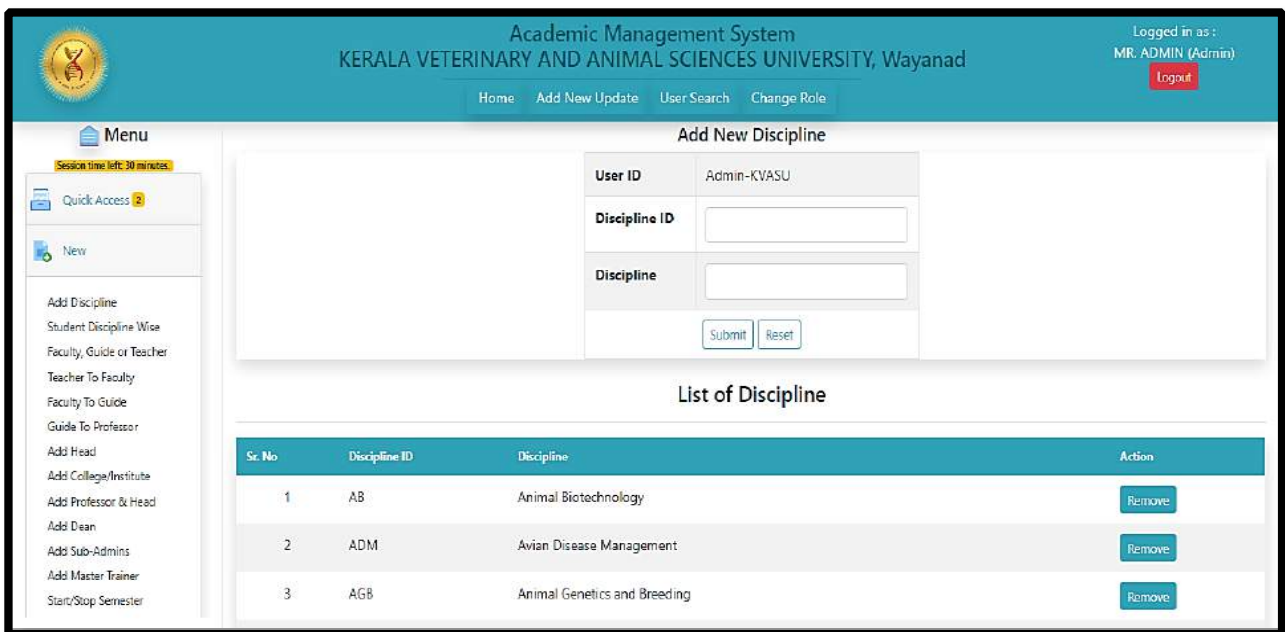 Academic Management System
KERALA VETERINARY AND ANIMAL SCIENCES UNIVERSITY, Wayanad
Logged in as :
MR. ADMIN (Admin)
Logout
Home Add New Update User Search Change Role
Menu
Session time left: 30 minutes.
Quick Access 2
New
Add Discipline
Student Discipline Wise
Faculty, Guide or Teacher
Teacher To Faculty
Faculty To Guide
Guide To Professor
Add Head
Add College/Institute
Add Professor & Head
Add Dean
Add Sub-Admins
Add Master Trainer
Start/Stop Semester
Add New Discipline
User ID Admin-KVASU
Discipline ID
Discipline
Submit Reset
List of Discipline
Sr. No Discipline ID Discipline Action
1 AB Animal Biotechnology Remove
2 ADM Avian Disease Management Remove
3 AGB Animal Genetics and Breeding Remove